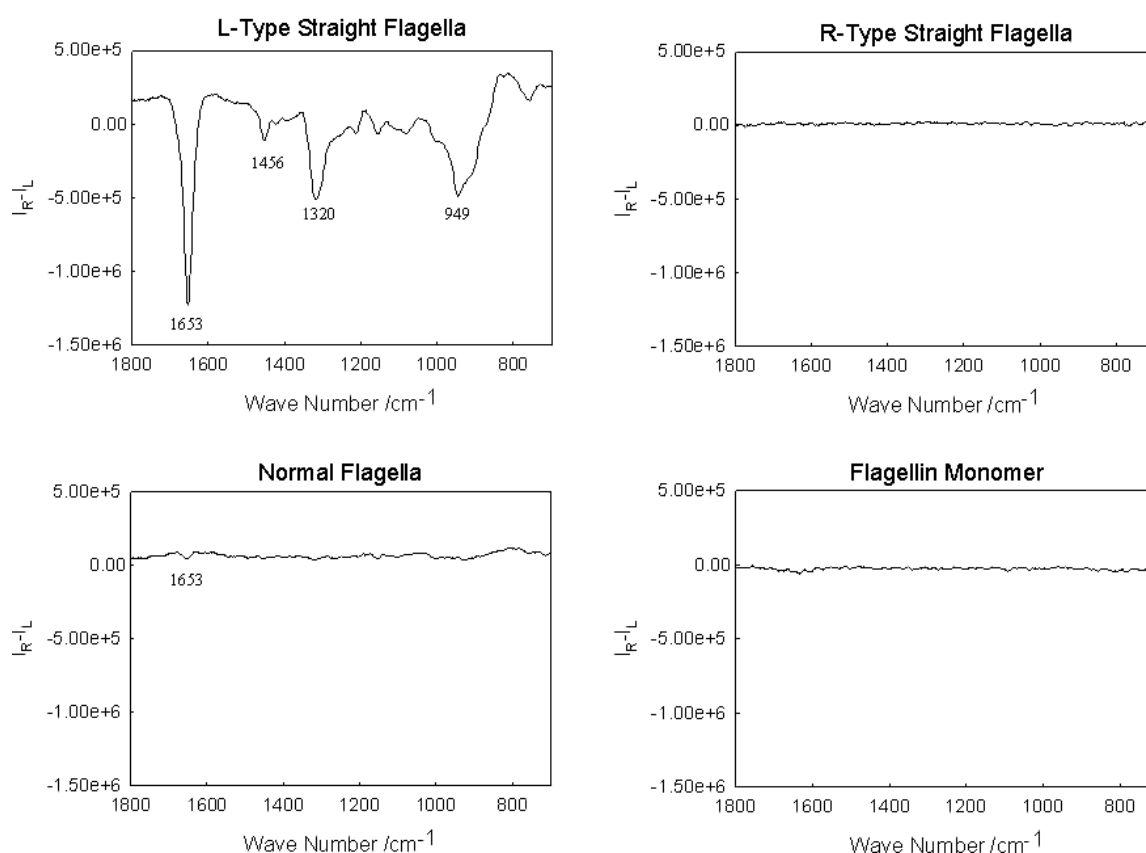 L-Type Straight Flagella
5.00e+5
0.00
-5.00e+5
-1.00e+6
-1.50e+6
I_R-I_L
1456
1320
949
1653
1800 1600 1400 1200 1000 800
Wave Number /cm⁻¹
R-Type Straight Flagella
5.00e+5
0.00
-5.00e+5
-1.00e+6
-1.50e+6
I_R-I_L
1800 1600 1400 1200 1000 800
Wave Number /cm⁻¹
Normal Flagella
5.00e+5
0.00
-5.00e+5
-1.00e+6
-1.50e+6
I_R-I_L
1653
1800 1600 1400 1200 1000 800
Wave Number /cm⁻¹
Flagellin Monomer
5.00e+5
0.00
-5.00e+5
-1.00e+6
-1.50e+6
I_R-I_L
1800 1600 1400 1200 1000 800
Wave Number /cm⁻¹